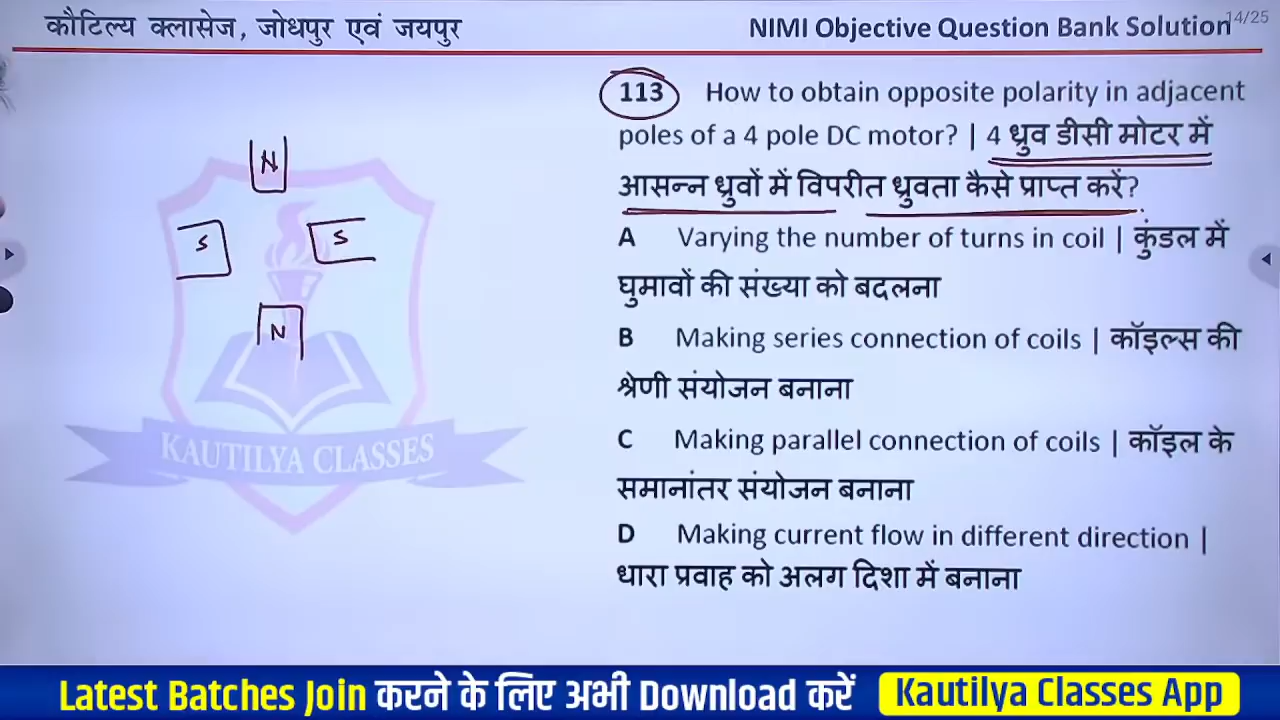 कौटिल्य क्लासेज, जोधपुर एवं जयपुर
NIMI Objective Question Bank Solution
14/25
113 How to obtain opposite polarity in adjacent
poles of a 4 pole DC motor? | 4 ध्रुव डीसी मोटर में
आसन्न ध्रुवों में विपरीत ध्रुवता कैसे प्राप्त करें?
A Varying the number of turns in coil | कुंडल में
घुमावों की संख्या को बदलना
B Making series connection of coils | कॉइल्स की
श्रेणी संयोजन बनाना
C Making parallel connection of coils | कॉइल के
समानांतर संयोजन बनाना
D Making current flow in different direction |
धारा प्रवाह को अलग दिशा में बनाना
N
S S
N
KAUTILYA CLASSES
Latest Batches Join करने के लिए अभी Download करें Kautilya Classes App